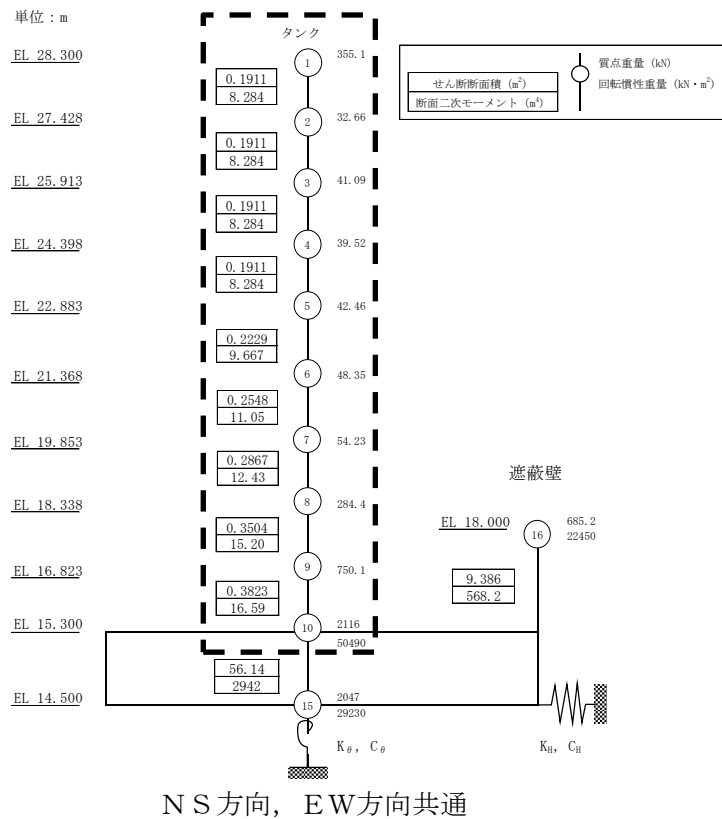 単位：m
タンク
EL 28.300
1
355.1
0.1911
8.284
EL 27.428
2
32.66
0.1911
8.284
EL 25.913
3
41.09
0.1911
8.284
EL 24.398
4
39.52
0.1911
8.284
EL 22.883
5
42.46
0.2229
9.667
EL 21.368
6
48.35
0.2548
11.05
EL 19.853
7
54.23
0.2867
12.43
EL 18.338
8
284.4
0.3504
15.20
EL 16.823
9
750.1
0.3823
16.59
EL 15.300
10
2116
50490
56.14
2942
EL 14.500
15
2047
29230
Kθ, Cθ
せん断断面積 (m²)
断面二次モーメント (m⁴)
質点重量 (kN)
回転慣性重量 (kN・m²)
遮蔽壁
EL 18.000
16
685.2
22450
9.386
568.2
KH, CH
ＮＳ方向，ＥＷ方向共通